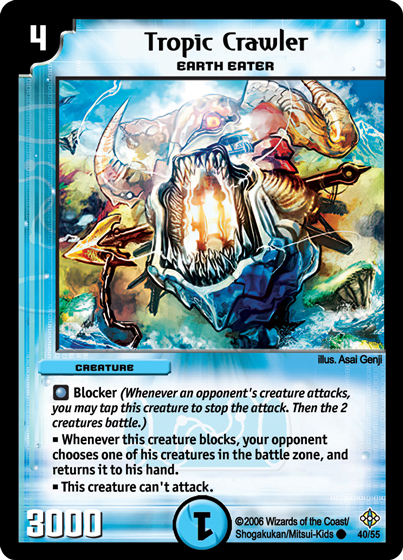 4
Tropic Crawler
EARTH EATER
illus. Asai Genji
CREATURE
Blocker (Whenever an opponent's creature attacks,
you may tap this creature to stop the attack. Then the 2
creatures battle.)
▪ Whenever this creature blocks, your opponent
chooses one of his creatures in the battle zone, and
returns it to his hand.
▪ This creature can't attack.
3000
1
©2006 Wizards of the Coast/
Shogakukan/Mitsui-Kids ● 40/55